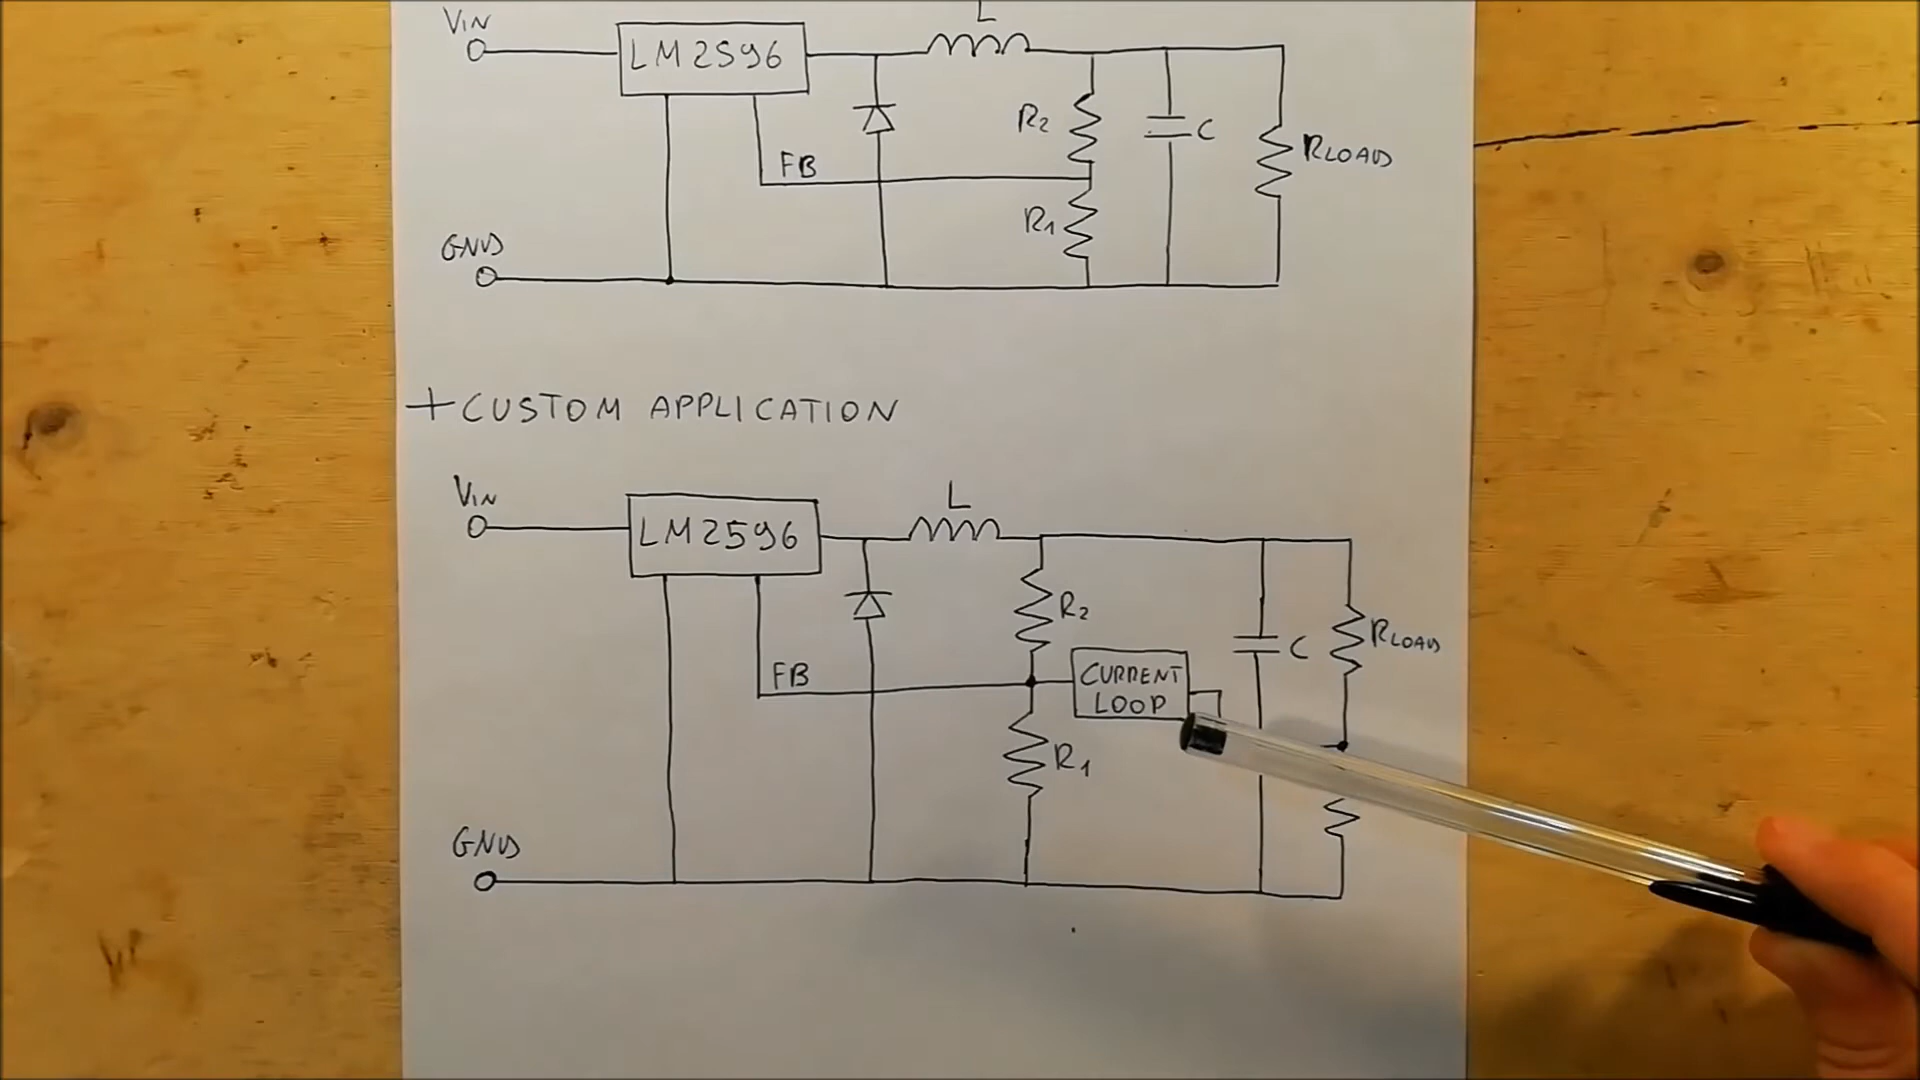 VIN
L
LM2596
R2
C
RLOAD
FB
R1
GND
+ CUSTOM APPLICATION
VIN
L
LM2596
R2
RLOAD
C
FB
CURRENT
LOOP
R1
GND